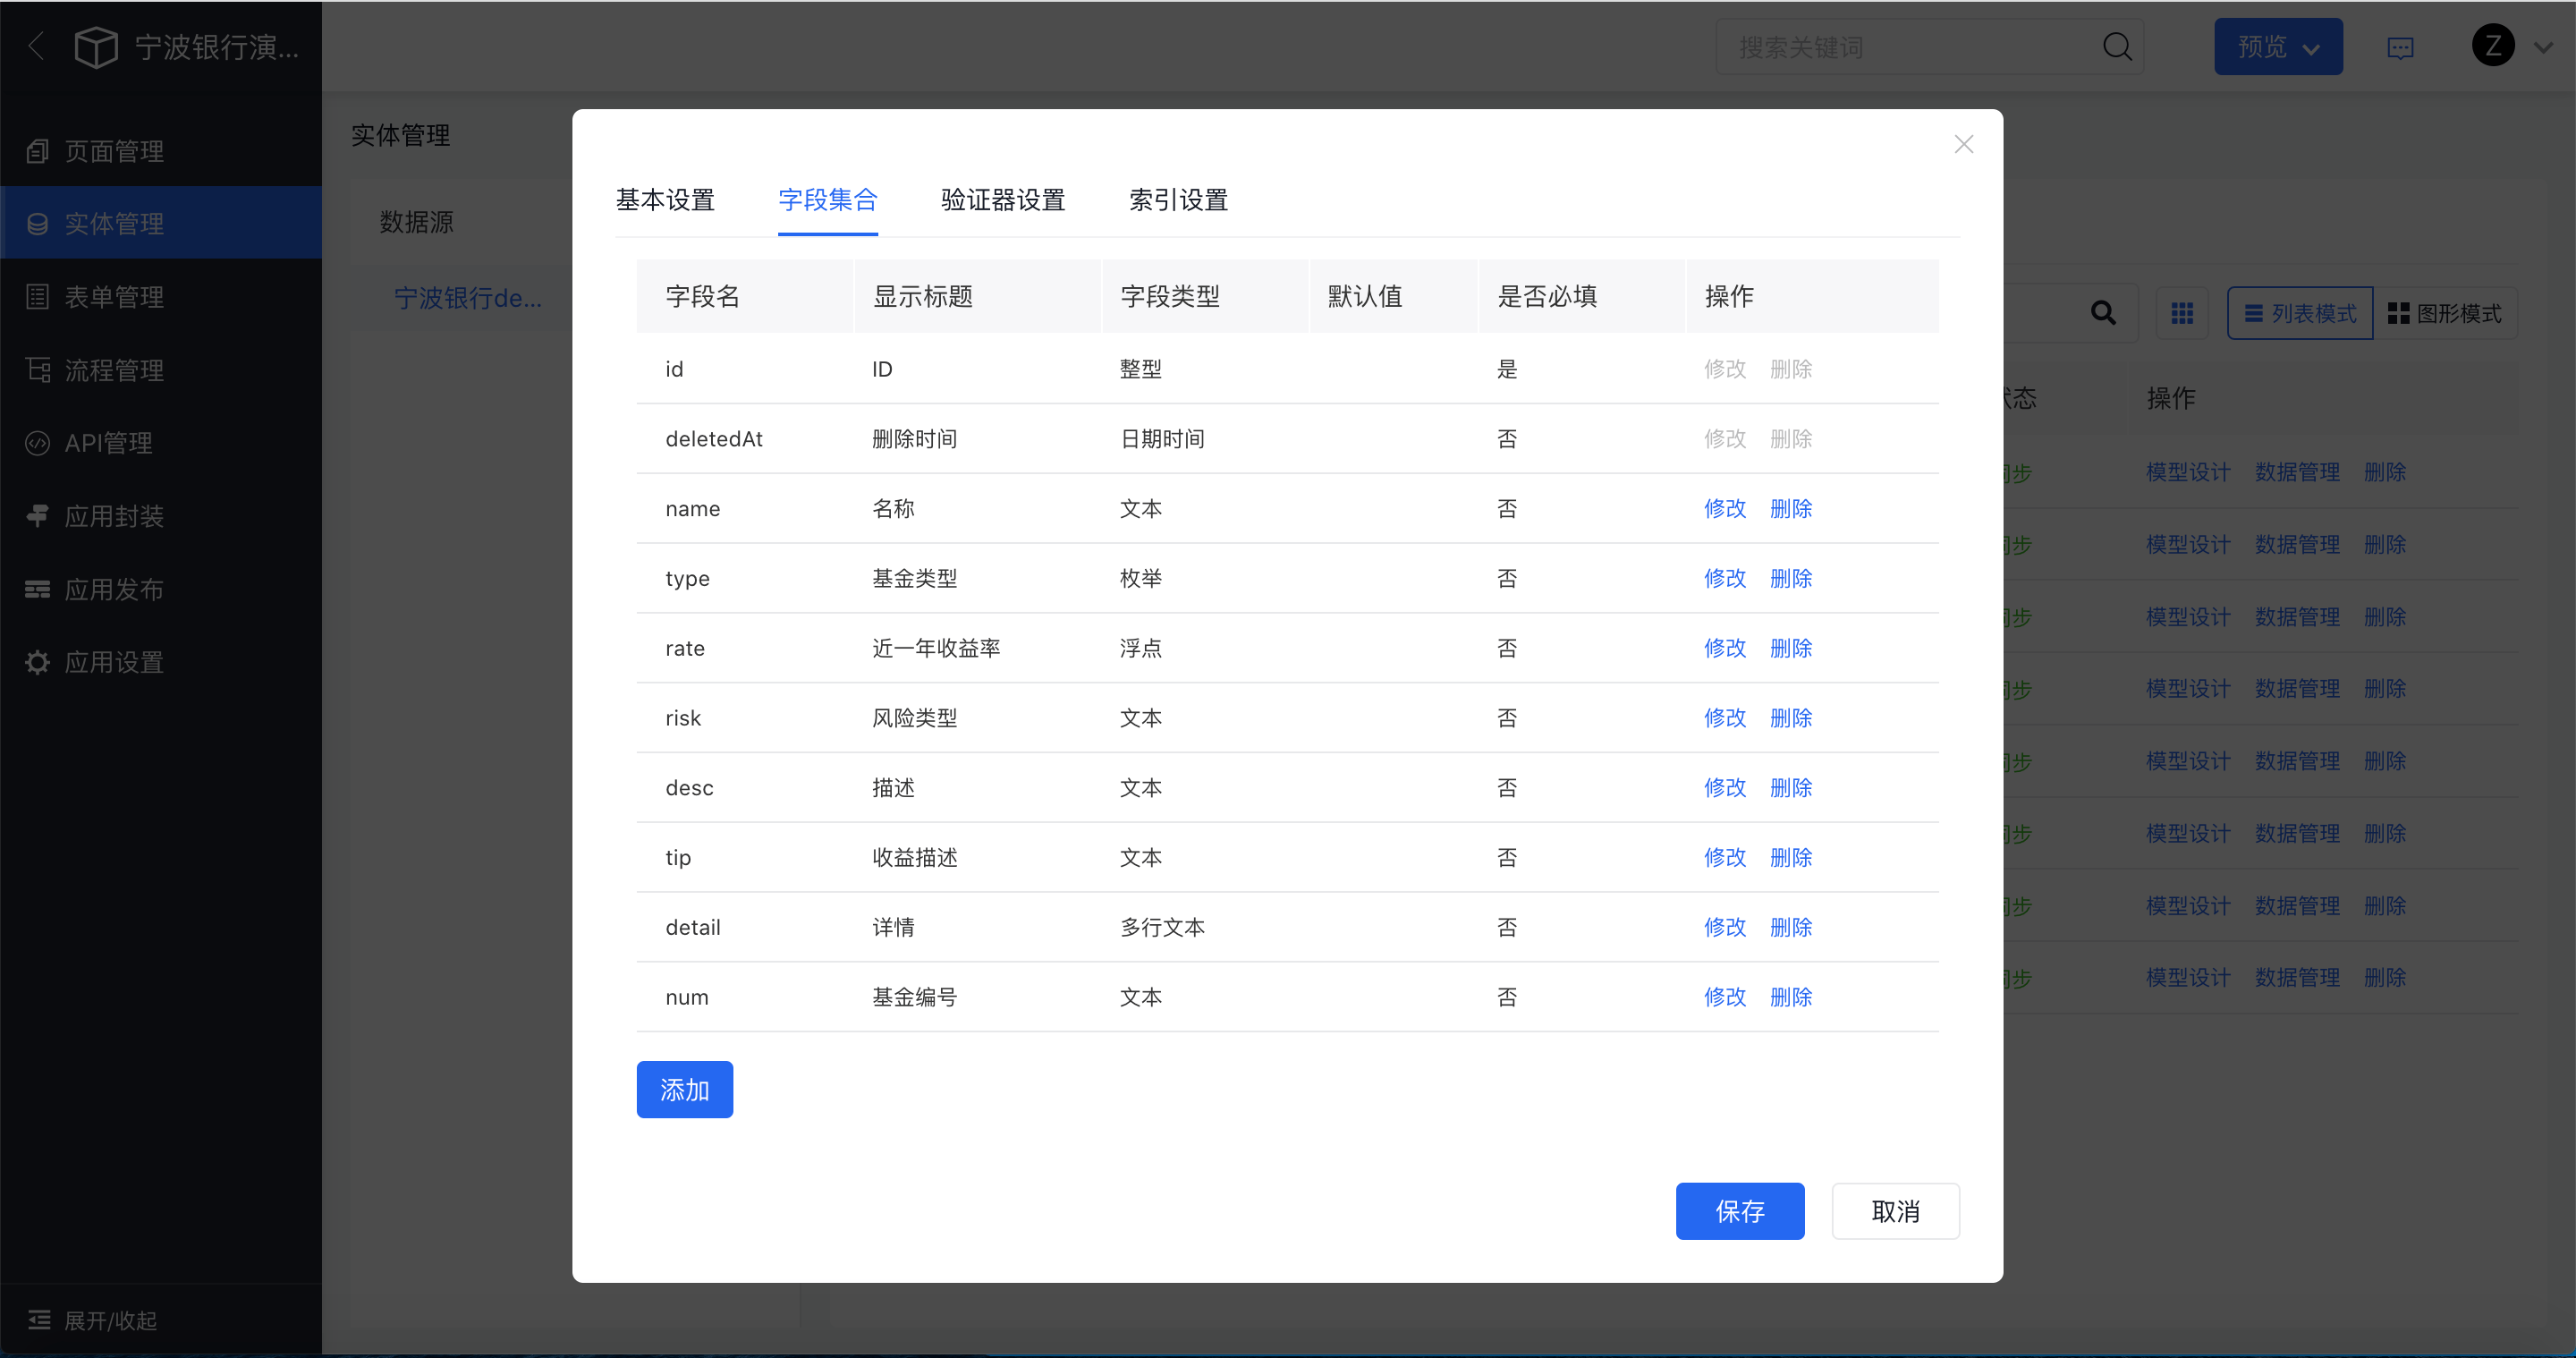 宁波银行演...
搜索关键词
预览
Z
页面管理
实体管理
表单管理
流程管理
API管理
应用封装
应用发布
应用设置
展开/收起
实体管理
数据源
宁波银行de...
基本设置 字段集合 验证器设置 索引设置
字段名 显示标题 字段类型 默认值 是否必填 操作
id ID 整型 是 修改 删除
deletedAt 删除时间 日期时间 否 修改 删除
name 名称 文本 否 修改 删除
type 基金类型 枚举 否 修改 删除
rate 近一年收益率 浮点 否 修改 删除
risk 风险类型 文本 否 修改 删除
desc 描述 文本 否 修改 删除
tip 收益描述 文本 否 修改 删除
detail 详情 多行文本 否 修改 删除
num 基金编号 文本 否 修改 删除
添加
保存 取消
列表模式 图形模式
态 操作
步 模型设计 数据管理 删除
步 模型设计 数据管理 删除
步 模型设计 数据管理 删除
步 模型设计 数据管理 删除
步 模型设计 数据管理 删除
步 模型设计 数据管理 删除
步 模型设计 数据管理 删除
步 模型设计 数据管理 删除